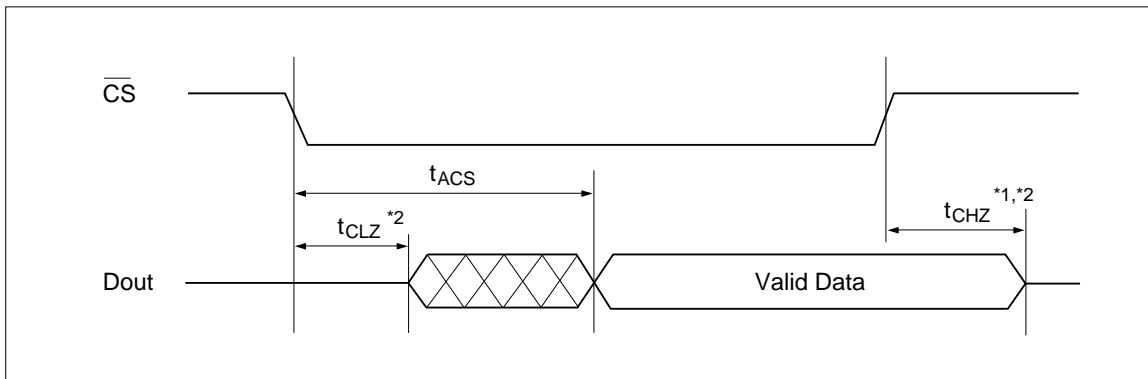 CS
tACS
tCLZ *2
tCHZ *1,*2
Dout
Valid Data